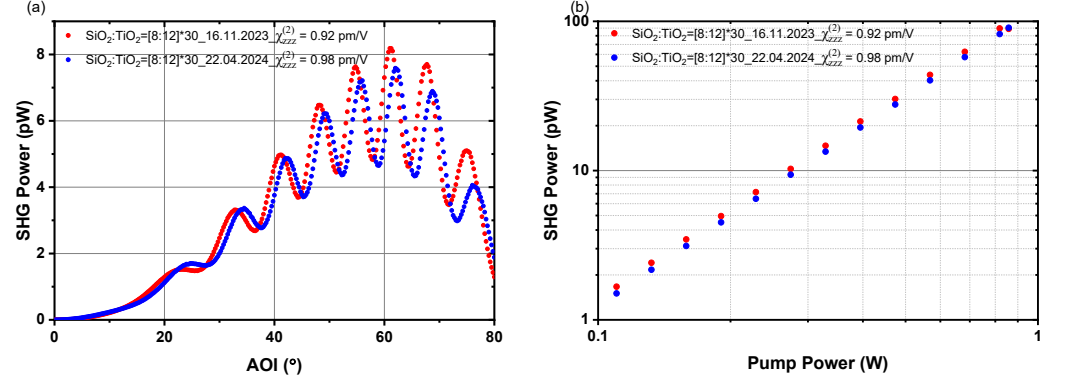 (a)
SiO₂:TiO₂=[8:12]*30_16.11.2023_χ⁽²⁾zzz = 0.92 pm/V
SiO₂:TiO₂=[8:12]*30_22.04.2024_χ⁽²⁾zzz = 0.98 pm/V
SHG Power (pW)
8
6
4
2
0
0 20 40 60 80
AOI (°)
(b)
SiO₂:TiO₂=[8:12]*30_16.11.2023_χ⁽²⁾zzz = 0.92 pm/V
SiO₂:TiO₂=[8:12]*30_22.04.2024_χ⁽²⁾zzz = 0.98 pm/V
SHG Power (pW)
100
10
1
0.1 1
Pump Power (W)